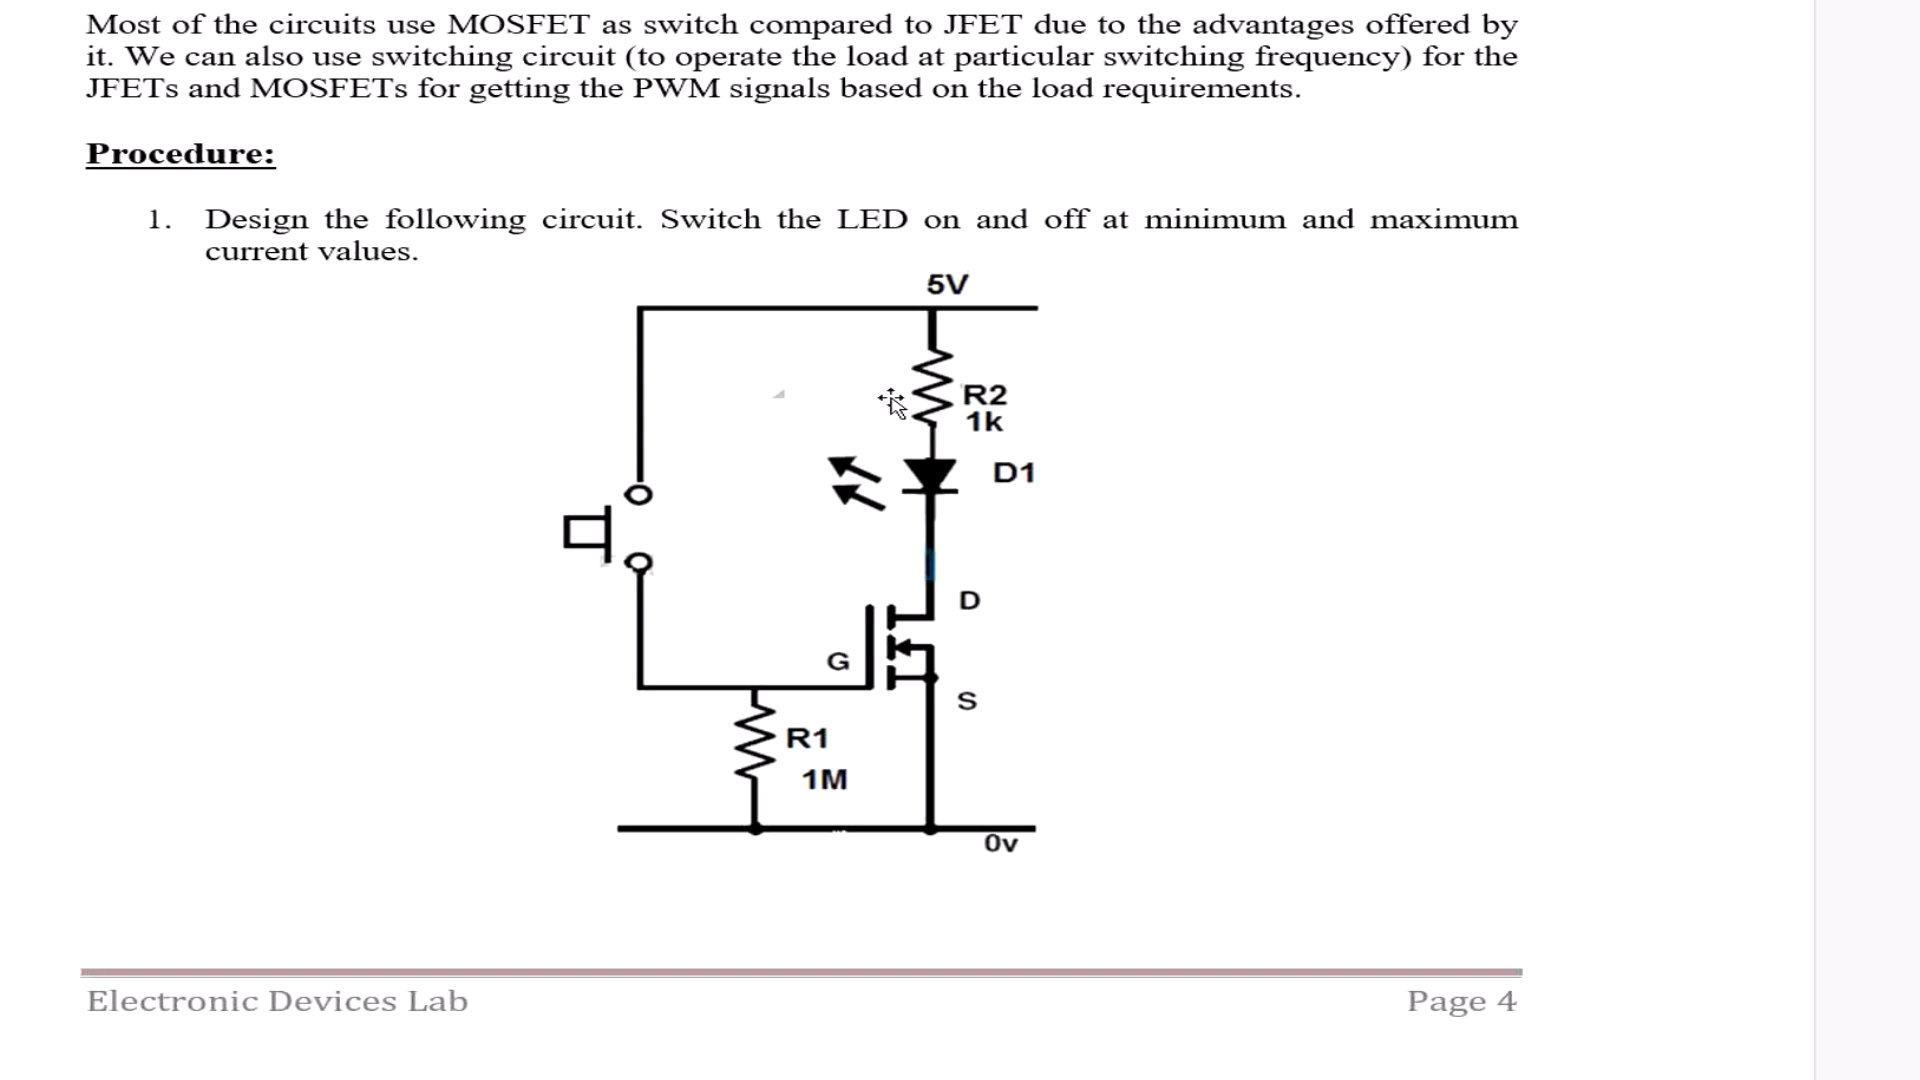 Most of the circuits use MOSFET as switch compared to JFET due to the advantages offered by
it. We can also use switching circuit (to operate the load at particular switching frequency) for the
JFETs and MOSFETs for getting the PWM signals based on the load requirements.
Procedure:
1. Design the following circuit. Switch the LED on and off at minimum and maximum
current values.
5V
R2
1k
D1
D
G
S
R1
1M
0v
Electronic Devices Lab
Page 4